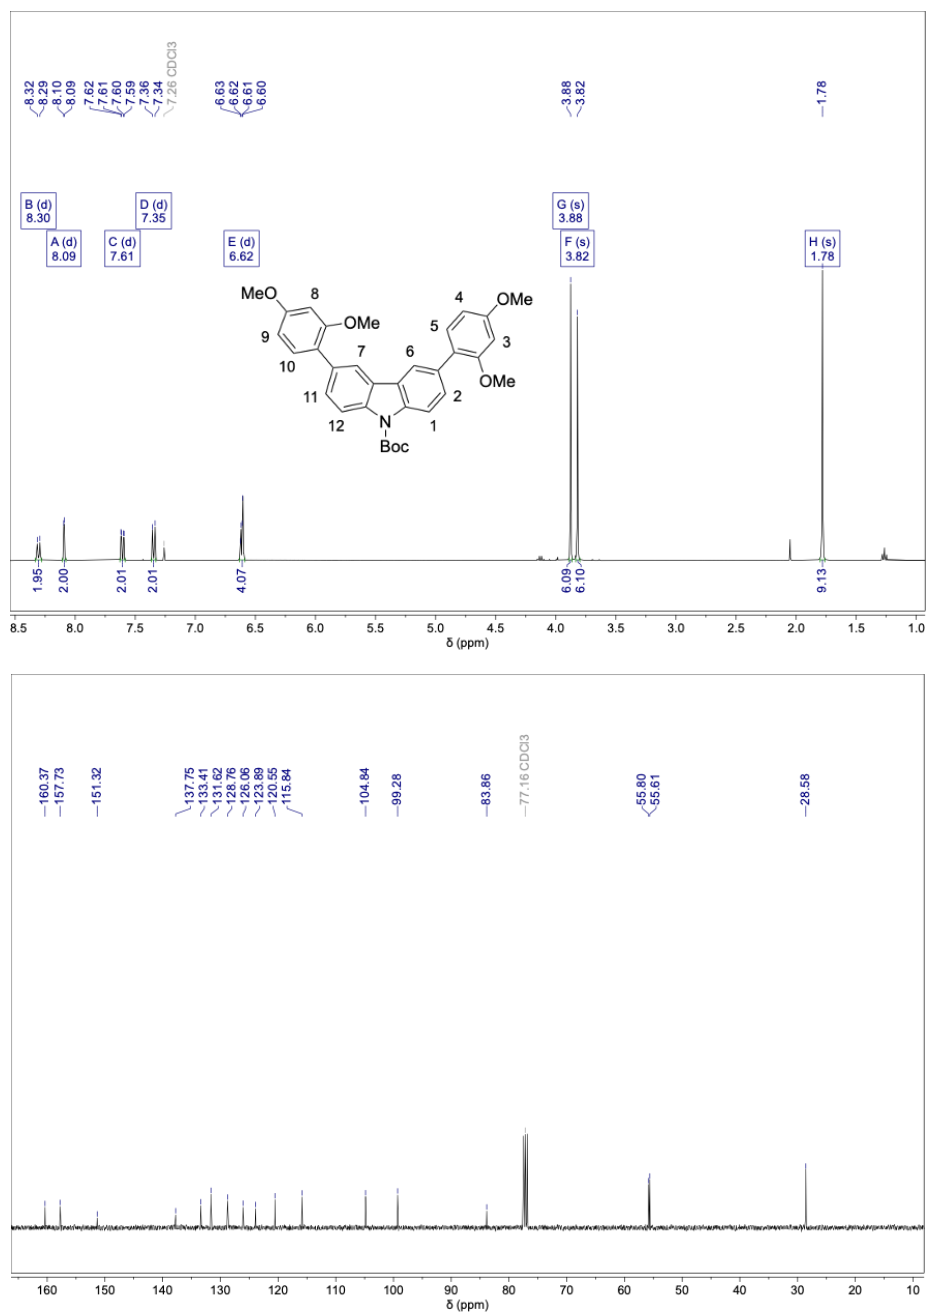 8.32
8.29
8.10
8.09
7.62
7.61
7.60
7.59
7.36
7.34
7.26 CDCl3
6.63
6.62
6.61
6.60
3.88
3.82
1.78
B (d)
8.30
D (d)
7.35
G (s)
3.88
A (d)
8.09
C (d)
7.61
E (d)
6.62
F (s)
3.82
H (s)
1.78
MeO 8 4 OMe
9 OMe 5 3
10 7 6 OMe
11 2
12 N 1
Boc
1.95
2.00
2.01
2.01
4.07
6.09
6.10
9.13
8.5 8.0 7.5 7.0 6.5 6.0 5.5 5.0 4.5 4.0 3.5 3.0 2.5 2.0 1.5 1.0
δ (ppm)
160.37
157.73
151.32
137.75
133.41
131.62
128.76
126.06
123.89
120.55
115.84
104.84
99.28
83.86
77.16 CDCl3
55.80
55.61
28.58
160 150 140 130 120 110 100 90 80 70 60 50 40 30 20 10
δ (ppm)